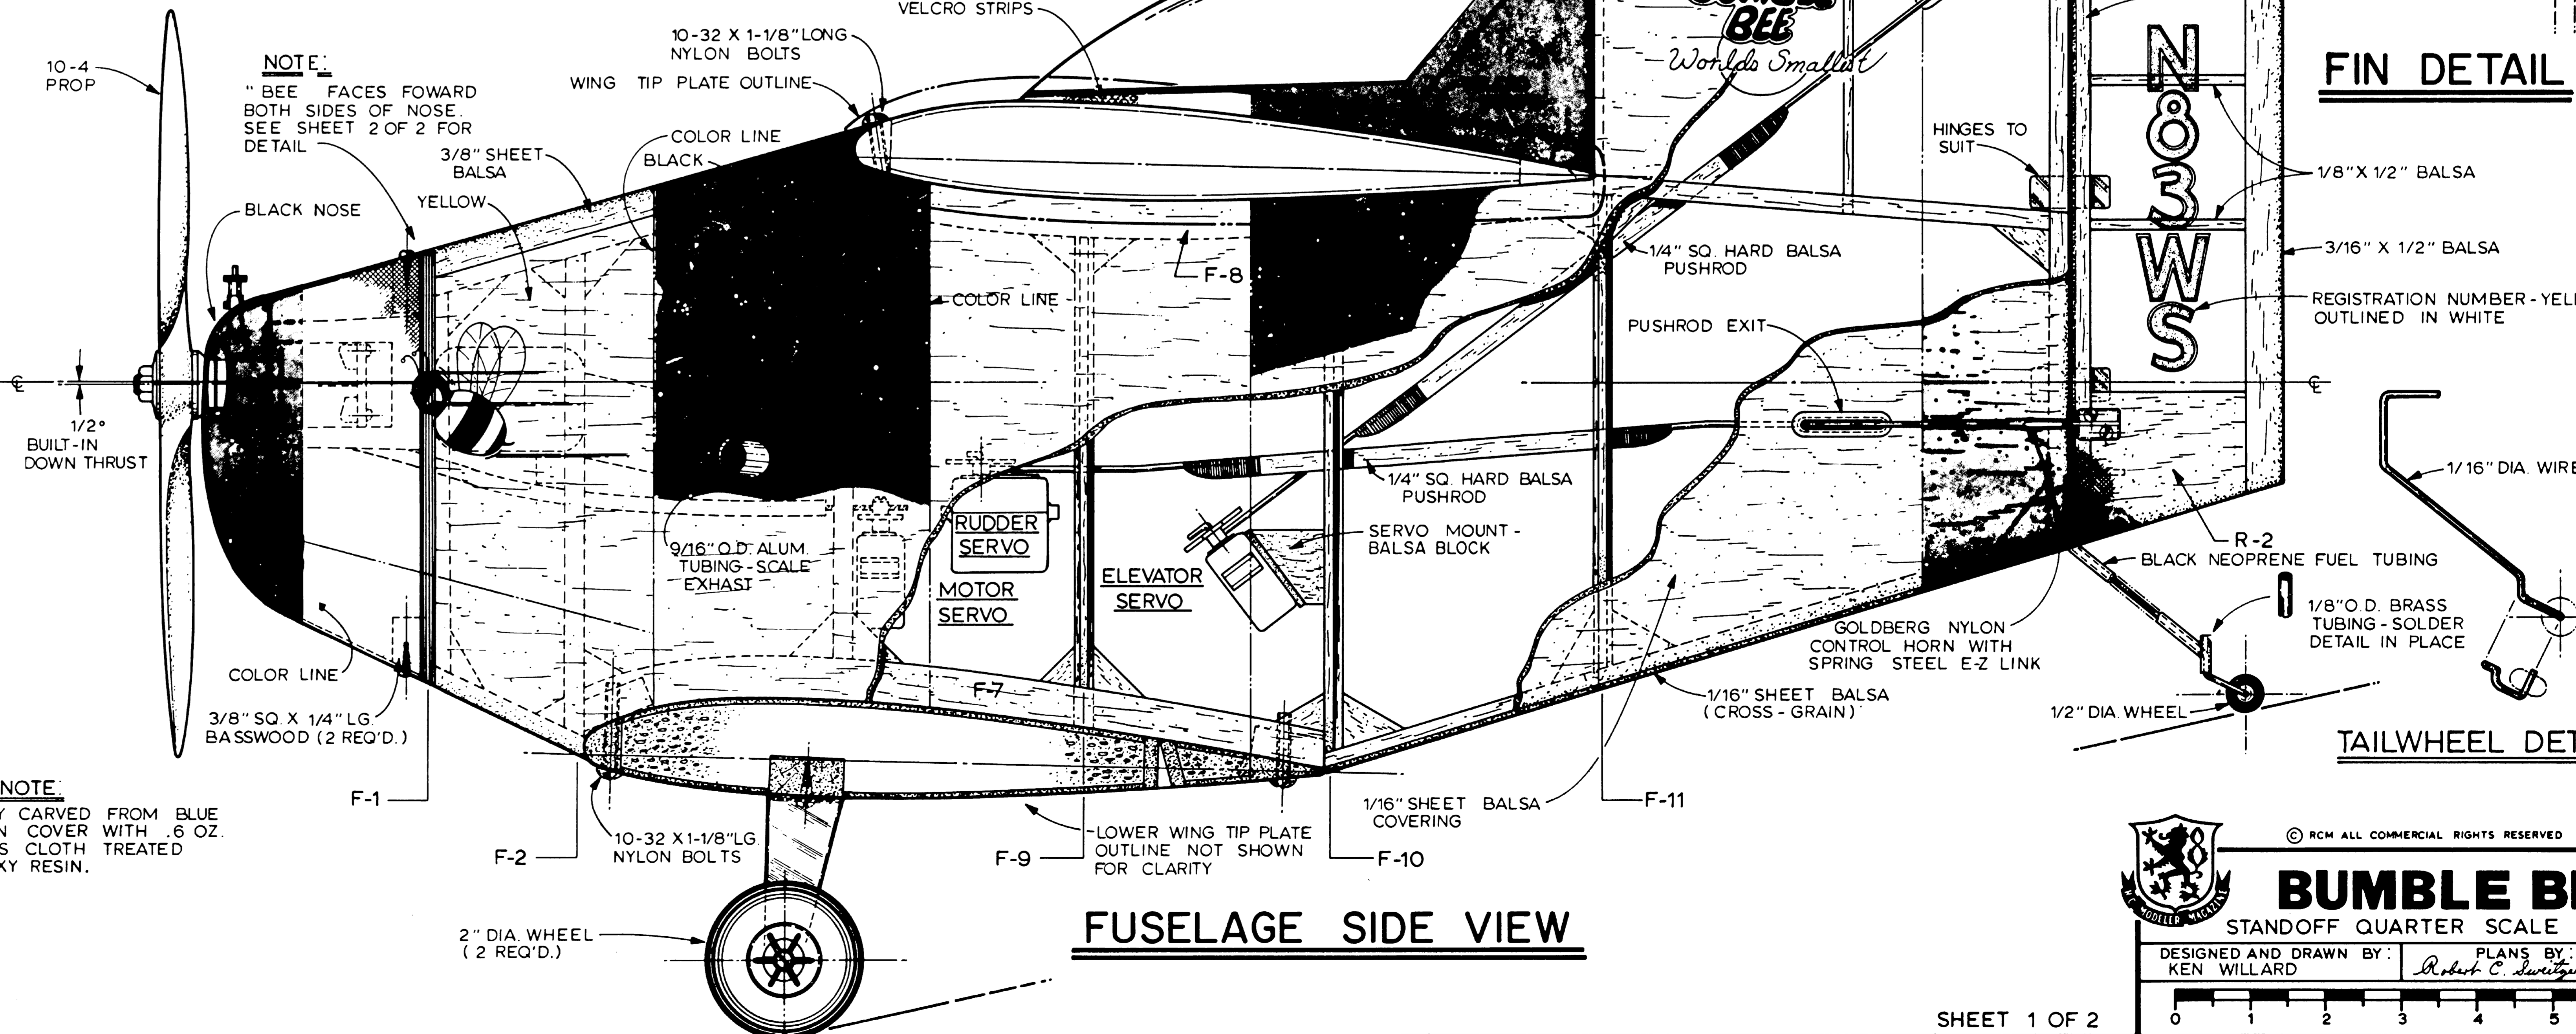 VELCRO STRIPS
10-32 X 1-1/8" LONG
NYLON BOLTS
WING TIP PLATE OUTLINE
10-4
PROP
NOTE:
" BEE FACES FOWARD
BOTH SIDES OF NOSE.
SEE SHEET 2 OF 2 FOR
DETAIL
3/8" SHEET
BALSA
COLOR LINE
BLACK
YELLOW
BLACK NOSE
BEE
Worlds Smallest
N83WS
FIN DETAIL
HINGES TO
SUIT
1/8" X 1/2" BALSA
3/16" X 1/2" BALSA
REGISTRATION NUMBER-
OUTLINED IN WHITE
1/4" SQ. HARD BALSA
PUSHROD
F-8
COLOR LINE
PUSHROD EXIT
℄
℄
1/2°
BUILT-IN
DOWN THRUST
1/16" DIA. WIRE
1/4" SQ. HARD BALSA
PUSHROD
SERVO MOUNT-
BALSA BLOCK
RUDDER
SERVO
9/16" O.D. ALUM.
TUBING-SCALE
EXHAST
MOTOR
SERVO
ELEVATOR
SERVO
R-2
BLACK NEOPRENE FUEL TUBING
1/8" O.D. BRASS
TUBING-SOLDER
DETAIL IN PLACE
GOLDBERG NYLON
CONTROL HORN WITH
SPRING STEEL E-Z LINK
COLOR LINE
F-7
1/16" SHEET BALSA
(CROSS-GRAIN)
1/2" DIA. WHEEL
3/8" SQ. X 1/4" LG.
BASSWOOD (2 REQ'D.)
TAILWHEEL
NOTE:
CARVED FROM BLUE
COVER WITH .6 OZ.
CLOTH TREATED
RESIN.
F-1
1/16" SHEET BALSA
COVERING
F-11
10-32 X 1-1/8" LG.
NYLON BOLTS
F-2
F-9
LOWER WING TIP PLATE
OUTLINE NOT SHOWN
FOR CLARITY
F-10
2" DIA. WHEEL
(2 REQ'D.)
FUSELAGE SIDE VIEW
© RCM ALL COMMERCIAL RIGHTS RESERVED
R/C MODELER MAGAZINE
BUMBLE
STANDOFF QUARTER SCALE
DESIGNED AND DRAWN BY:
KEN WILLARD
PLANS BY:
Robert C.
0 1 2 3 4 5
SHEET 1 OF 2